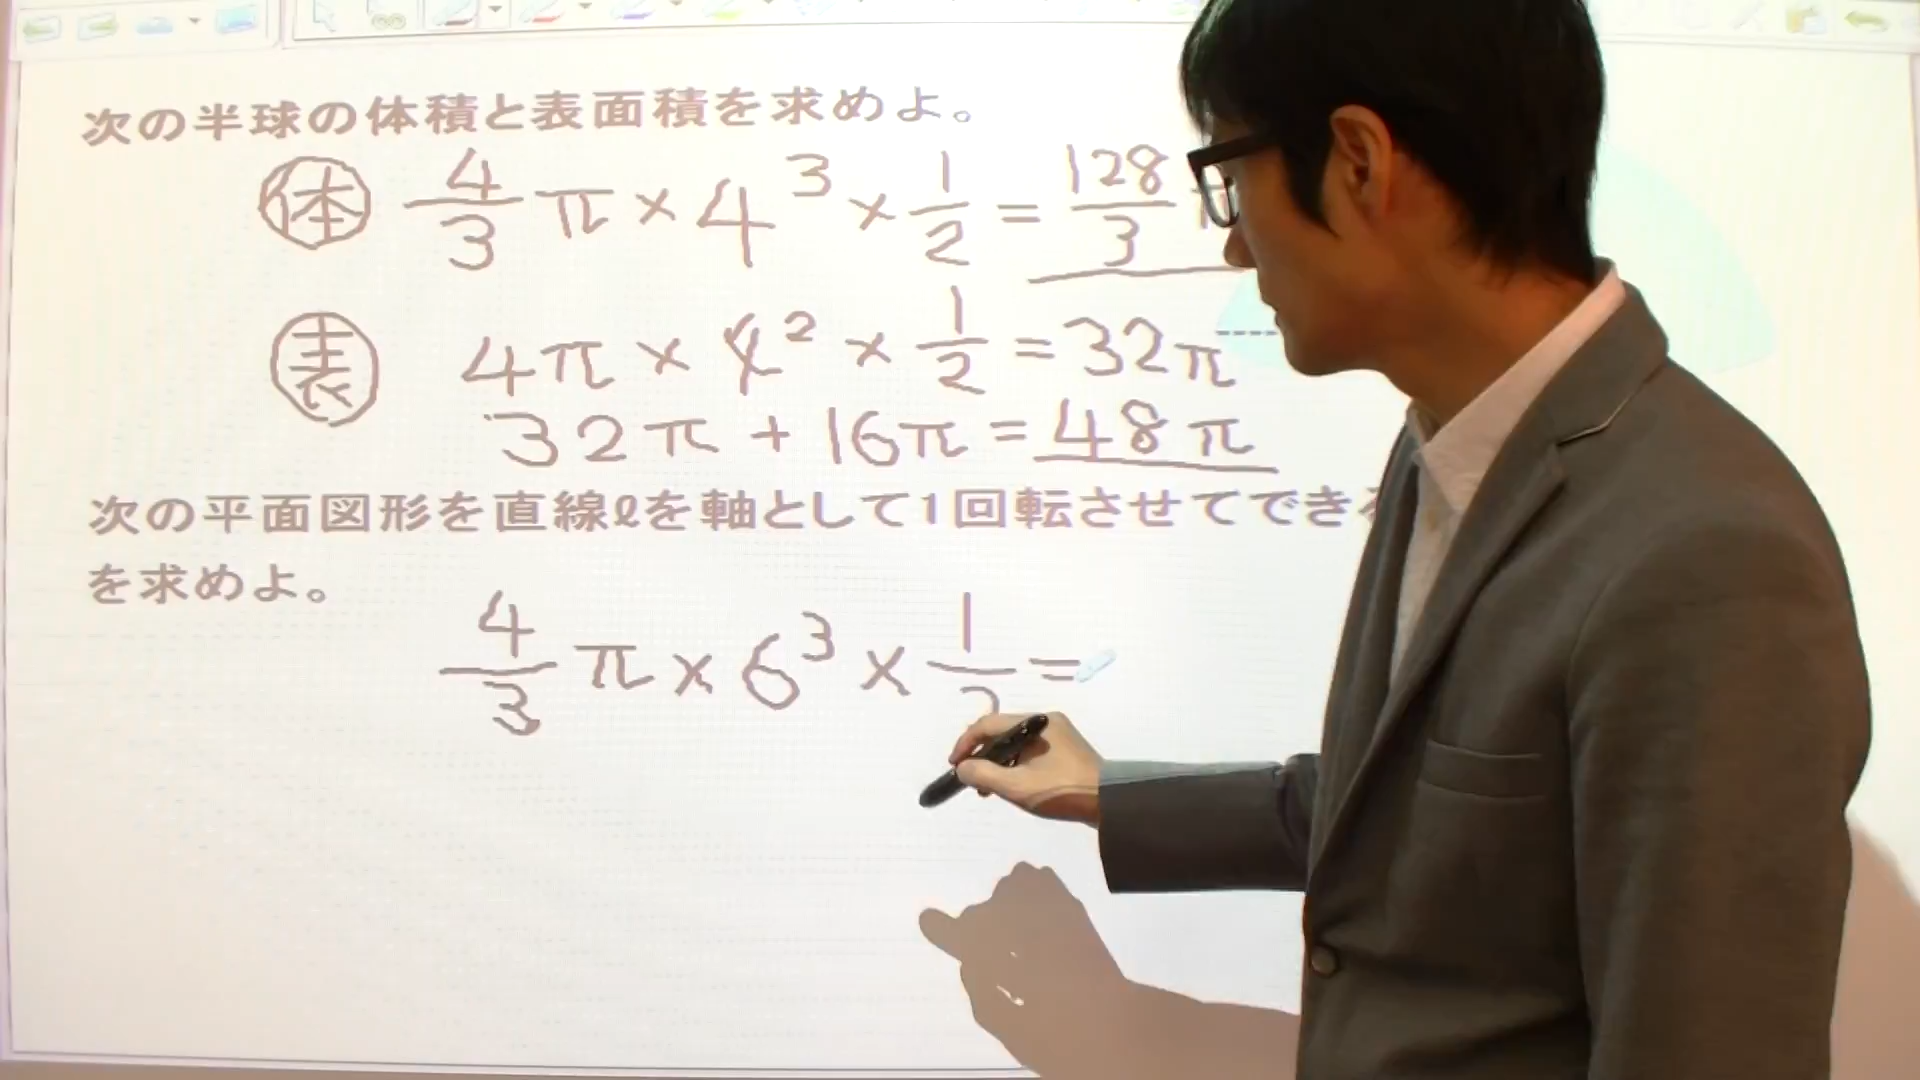 次の半球の体積と表面積を求めよ。
体 4/3 π × 4³ × 1/2 = 128/3 π
表 4π × 4² × 1/2 = 32π
32π + 16π = 48π
次の平面図形を直線ℓを軸として1回転させてでき
を求めよ。
4/3 π × 6³ × 1/2 =